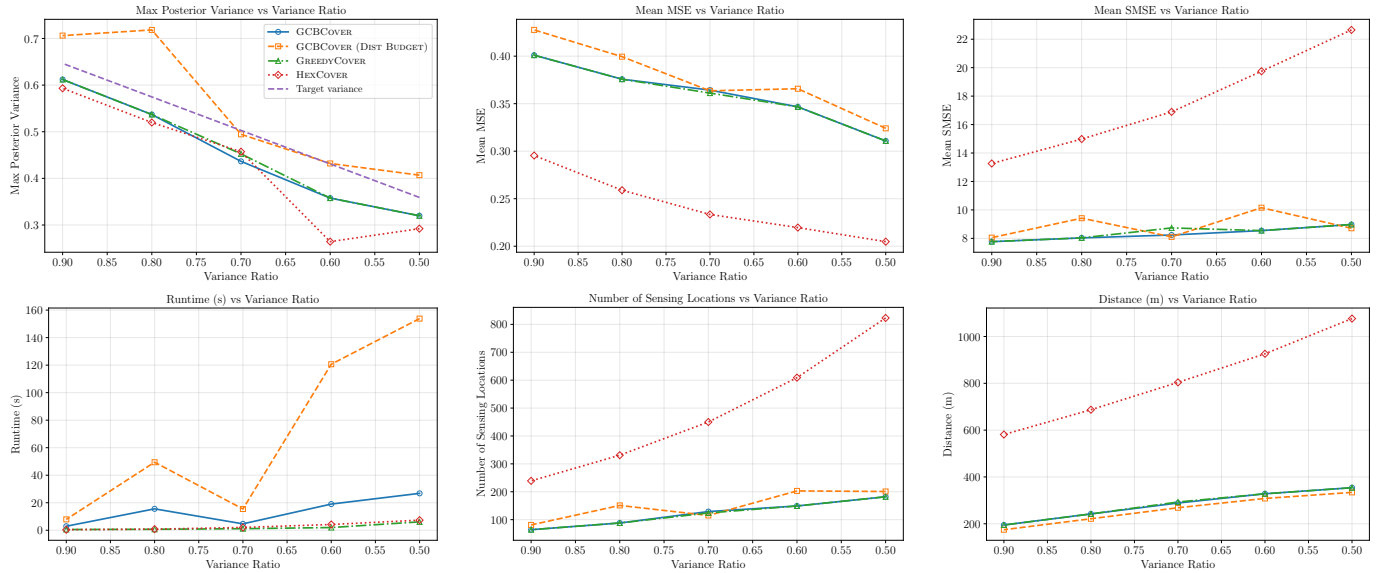 Max Posterior Variance vs Variance Ratio
Max Posterior Variance
0.7
0.6
0.5
0.4
0.3
GCBCover
GCBCover (Dist Budget)
GreedyCover
HexCover
Target variance
0.90 0.85 0.80 0.75 0.70 0.65 0.60 0.55 0.50
Variance Ratio
Mean MSE vs Variance Ratio
Mean MSE
0.40
0.35
0.30
0.25
0.20
0.90 0.85 0.80 0.75 0.70 0.65 0.60 0.55 0.50
Variance Ratio
Mean SMSE vs Variance Ratio
Mean SMSE
22
20
18
16
14
12
10
8
0.90 0.85 0.80 0.75 0.70 0.65 0.60 0.55 0.50
Variance Ratio
Runtime (s) vs Variance Ratio
Runtime (s)
160
140
120
100
80
60
40
20
0
0.90 0.85 0.80 0.75 0.70 0.65 0.60 0.55 0.50
Variance Ratio
Number of Sensing Locations vs Variance Ratio
Number of Sensing Locations
800
700
600
500
400
300
200
100
0.90 0.85 0.80 0.75 0.70 0.65 0.60 0.55 0.50
Variance Ratio
Distance (m) vs Variance Ratio
Distance (m)
1000
800
600
400
200
0.90 0.85 0.80 0.75 0.70 0.65 0.60 0.55 0.50
Variance Ratio